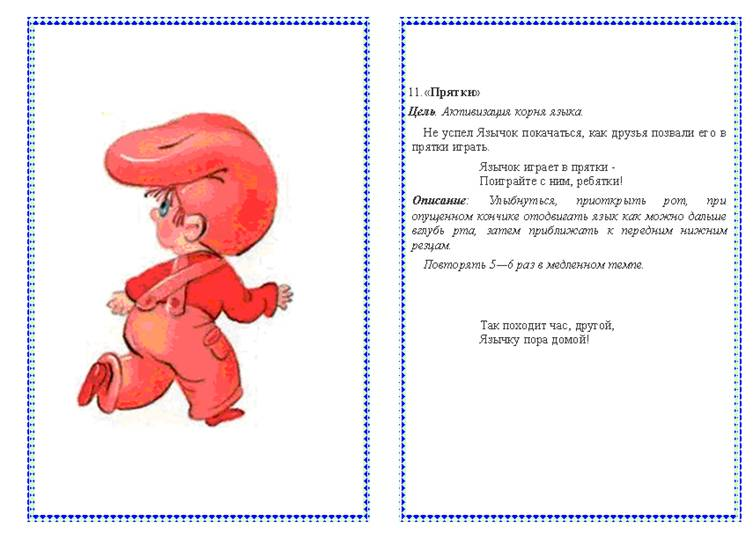 11.«Прятки»
Цель. Активизация корня языка.
Не успел Язычок покачаться, как друзья позвали его в
прятки играть.
Язычок играет в прятки -
Поиграйте с ним, ребятки!
Описание: Улыбнуться, приоткрыть рот, при
опущенном кончике отодвигать язык как можно дальше
вглубь рта, затем приближать к передним нижним
резцам.
Повторять 5—6 раз в медленном темпе.
Так походит час, другой,
Язычку пора домой!